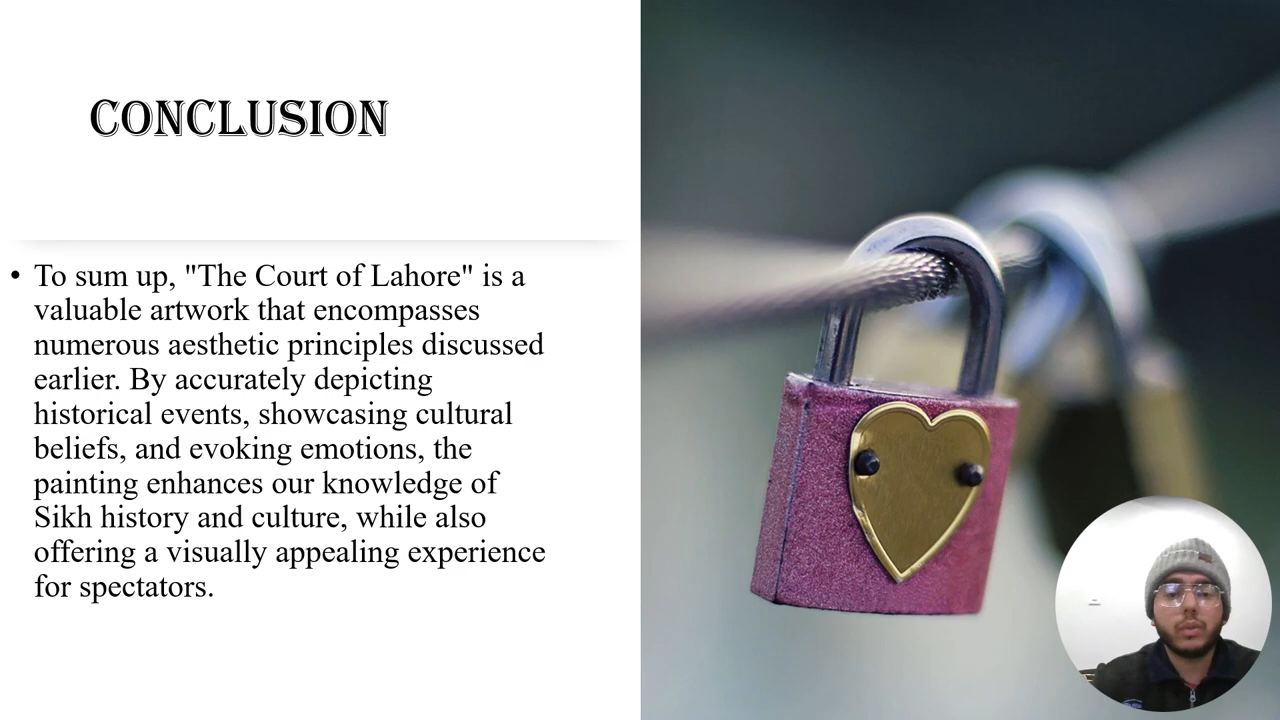 CONCLUSION
• To sum up, "The Court of Lahore" is a
valuable artwork that encompasses
numerous aesthetic principles discussed
earlier. By accurately depicting
historical events, showcasing cultural
beliefs, and evoking emotions, the
painting enhances our knowledge of
Sikh history and culture, while also
offering a visually appealing experience
for spectators.